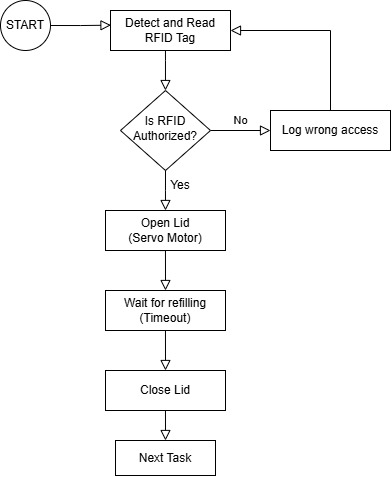 START
Detect and Read
RFID Tag
Is RFID
Authorized?
No
Log wrong access
Yes
Open Lid
(Servo Motor)
Wait for refilling
(Timeout)
Close Lid
Next Task